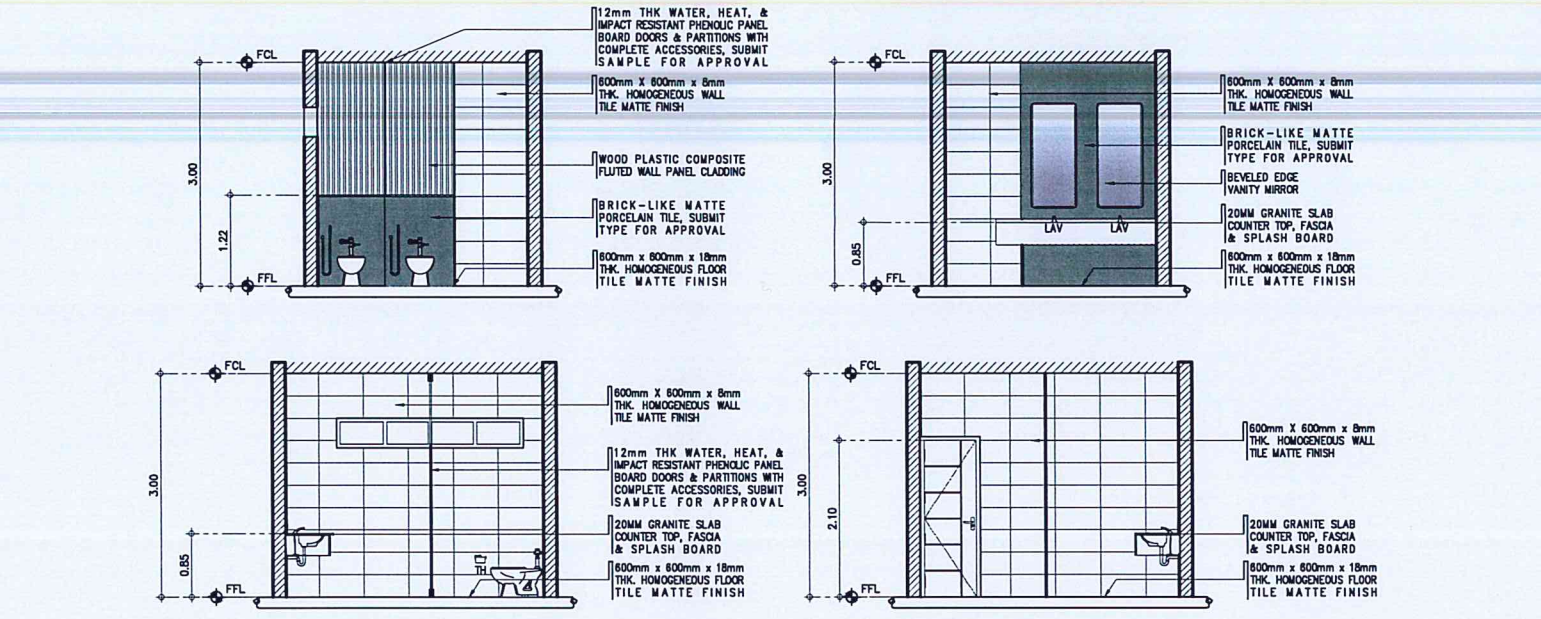 FCL
3.00
1.22
FFL
12mm THK WATER, HEAT, &
IMPACT RESISTANT PHENOLIC PANEL
BOARD DOORS & PARTITIONS WITH
COMPLETE ACCESSORIES, SUBMIT
SAMPLE FOR APPROVAL
600mm X 600mm x 8mm
THK. HOMOGENEOUS WALL
TILE MATTE FINISH
WOOD PLASTIC COMPOSITE
FLUTED WALL PANEL CLADDING
BRICK-LIKE MATTE
PORCELAIN TILE, SUBMIT
TYPE FOR APPROVAL
600mm x 600mm x 18mm
THK. HOMOGENEOUS FLOOR
TILE MATTE FINISH
FCL
3.00
0.85
FFL
LAV
LAV
600mm X 600mm x 8mm
THK. HOMOGENEOUS WALL
TILE MATTE FINISH
BRICK-LIKE MATTE
PORCELAIN TILE, SUBMIT
TYPE FOR APPROVAL
BEVELED EDGE
VANITY MIRROR
20MM GRANITE SLAB
COUNTER TOP, FASCIA
& SPLASH BOARD
600mm x 600mm x 18mm
THK. HOMOGENEOUS FLOOR
TILE MATTE FINISH
FCL
3.00
0.85
FFL
TH
600mm X 600mm x 8mm
THK. HOMOGENEOUS WALL
TILE MATTE FINISH
12mm THK WATER, HEAT, &
IMPACT RESISTANT PHENOLIC PANEL
BOARD DOORS & PARTITIONS WITH
COMPLETE ACCESSORIES, SUBMIT
SAMPLE FOR APPROVAL
20MM GRANITE SLAB
COUNTER TOP, FASCIA
& SPLASH BOARD
600mm x 600mm x 18mm
THK. HOMOGENEOUS FLOOR
TILE MATTE FINISH
FCL
3.00
2.10
FFL
600mm X 600mm x 8mm
THK. HOMOGENEOUS WALL
TILE MATTE FINISH
20MM GRANITE SLAB
COUNTER TOP, FASCIA
& SPLASH BOARD
600mm x 600mm x 18mm
THK. HOMOGENEOUS FLOOR
TILE MATTE FINISH